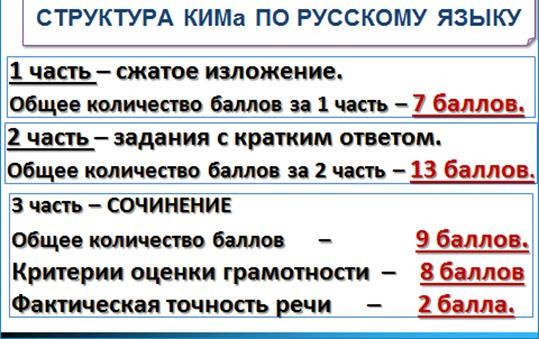 СТРУКТУРА КИМа ПО РУССКОМУ ЯЗЫКУ
1 часть – сжатое изложение.
Общее количество баллов за 1 часть – 7 баллов.
2 часть – задания с кратким ответом.
Общее количество баллов за 2 часть – 13 баллов.
3 часть – СОЧИНЕНИЕ
Общее количество баллов – 9 баллов.
Критерии оценки грамотности – 8 баллов
Фактическая точность речи – 2 балла.